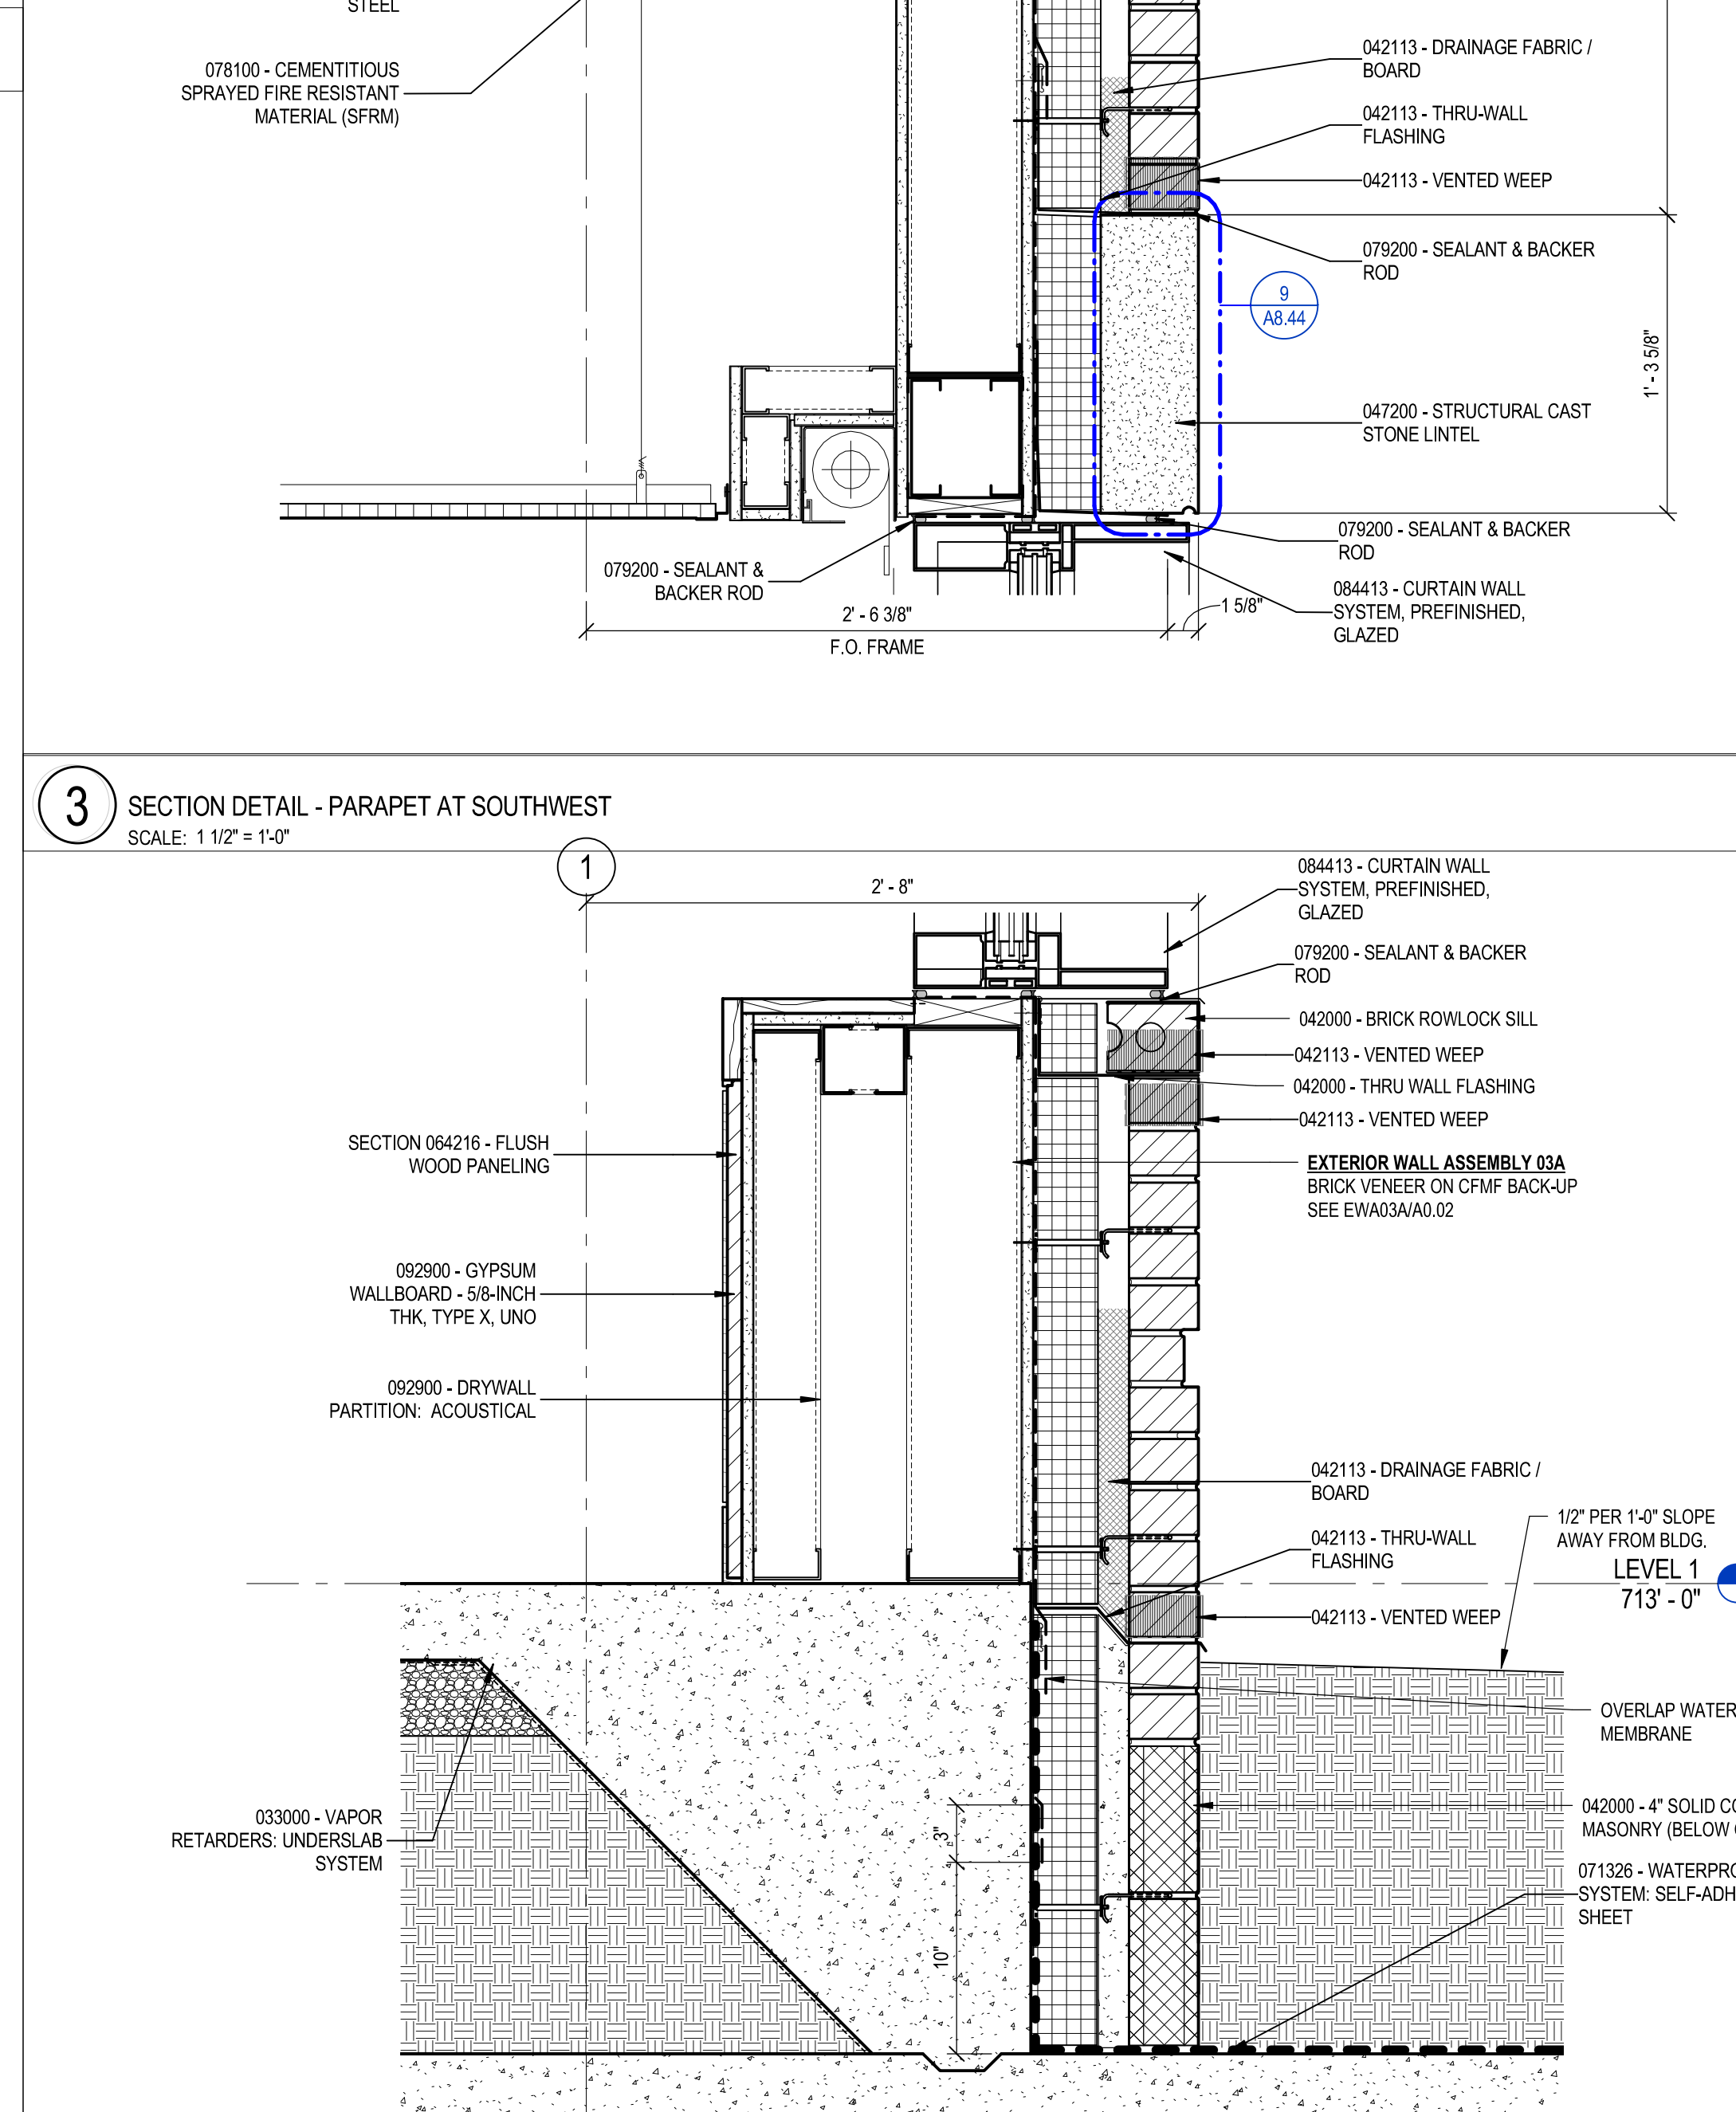 STEEL
078100 - CEMENTITIOUS
SPRAYED FIRE RESISTANT
MATERIAL (SFRM)
042113 - DRAINAGE FABRIC /
BOARD
042113 - THRU-WALL
FLASHING
042113 - VENTED WEEP
079200 - SEALANT & BACKER
ROD
9
A8.44
1' - 3 5/8"
047200 - STRUCTURAL CAST
STONE LINTEL
079200 - SEALANT & BACKER
ROD
079200 - SEALANT &
BACKER ROD
084413 - CURTAIN WALL
SYSTEM, PREFINISHED,
GLAZED
2' - 6 3/8"
1 5/8"
F.O. FRAME
3
SECTION DETAIL - PARAPET AT SOUTHWEST
SCALE: 1 1/2" = 1'-0"
1
2' - 8"
084413 - CURTAIN WALL
SYSTEM, PREFINISHED,
GLAZED
079200 - SEALANT & BACKER
ROD
042000 - BRICK ROWLOCK SILL
042113 - VENTED WEEP
042000 - THRU WALL FLASHING
042113 - VENTED WEEP
SECTION 064216 - FLUSH
WOOD PANELING
EXTERIOR WALL ASSEMBLY 03A
BRICK VENEER ON CFMF BACK-UP
SEE EWA03A/A0.02
092900 - GYPSUM
WALLBOARD - 5/8-INCH
THK, TYPE X, UNO
092900 - DRYWALL
PARTITION: ACOUSTICAL
042113 - DRAINAGE FABRIC /
BOARD
1/2" PER 1'-0" SLOPE
AWAY FROM BLDG.
042113 - THRU-WALL
FLASHING
LEVEL 1
713' - 0"
042113 - VENTED WEEP
OVERLAP WATER
MEMBRANE
033000 - VAPOR
RETARDERS: UNDERSLAB
SYSTEM
3"
10"
042000 - 4" SOLID
MASONRY (BELOW
071326 -
SYSTEM:
SHEET